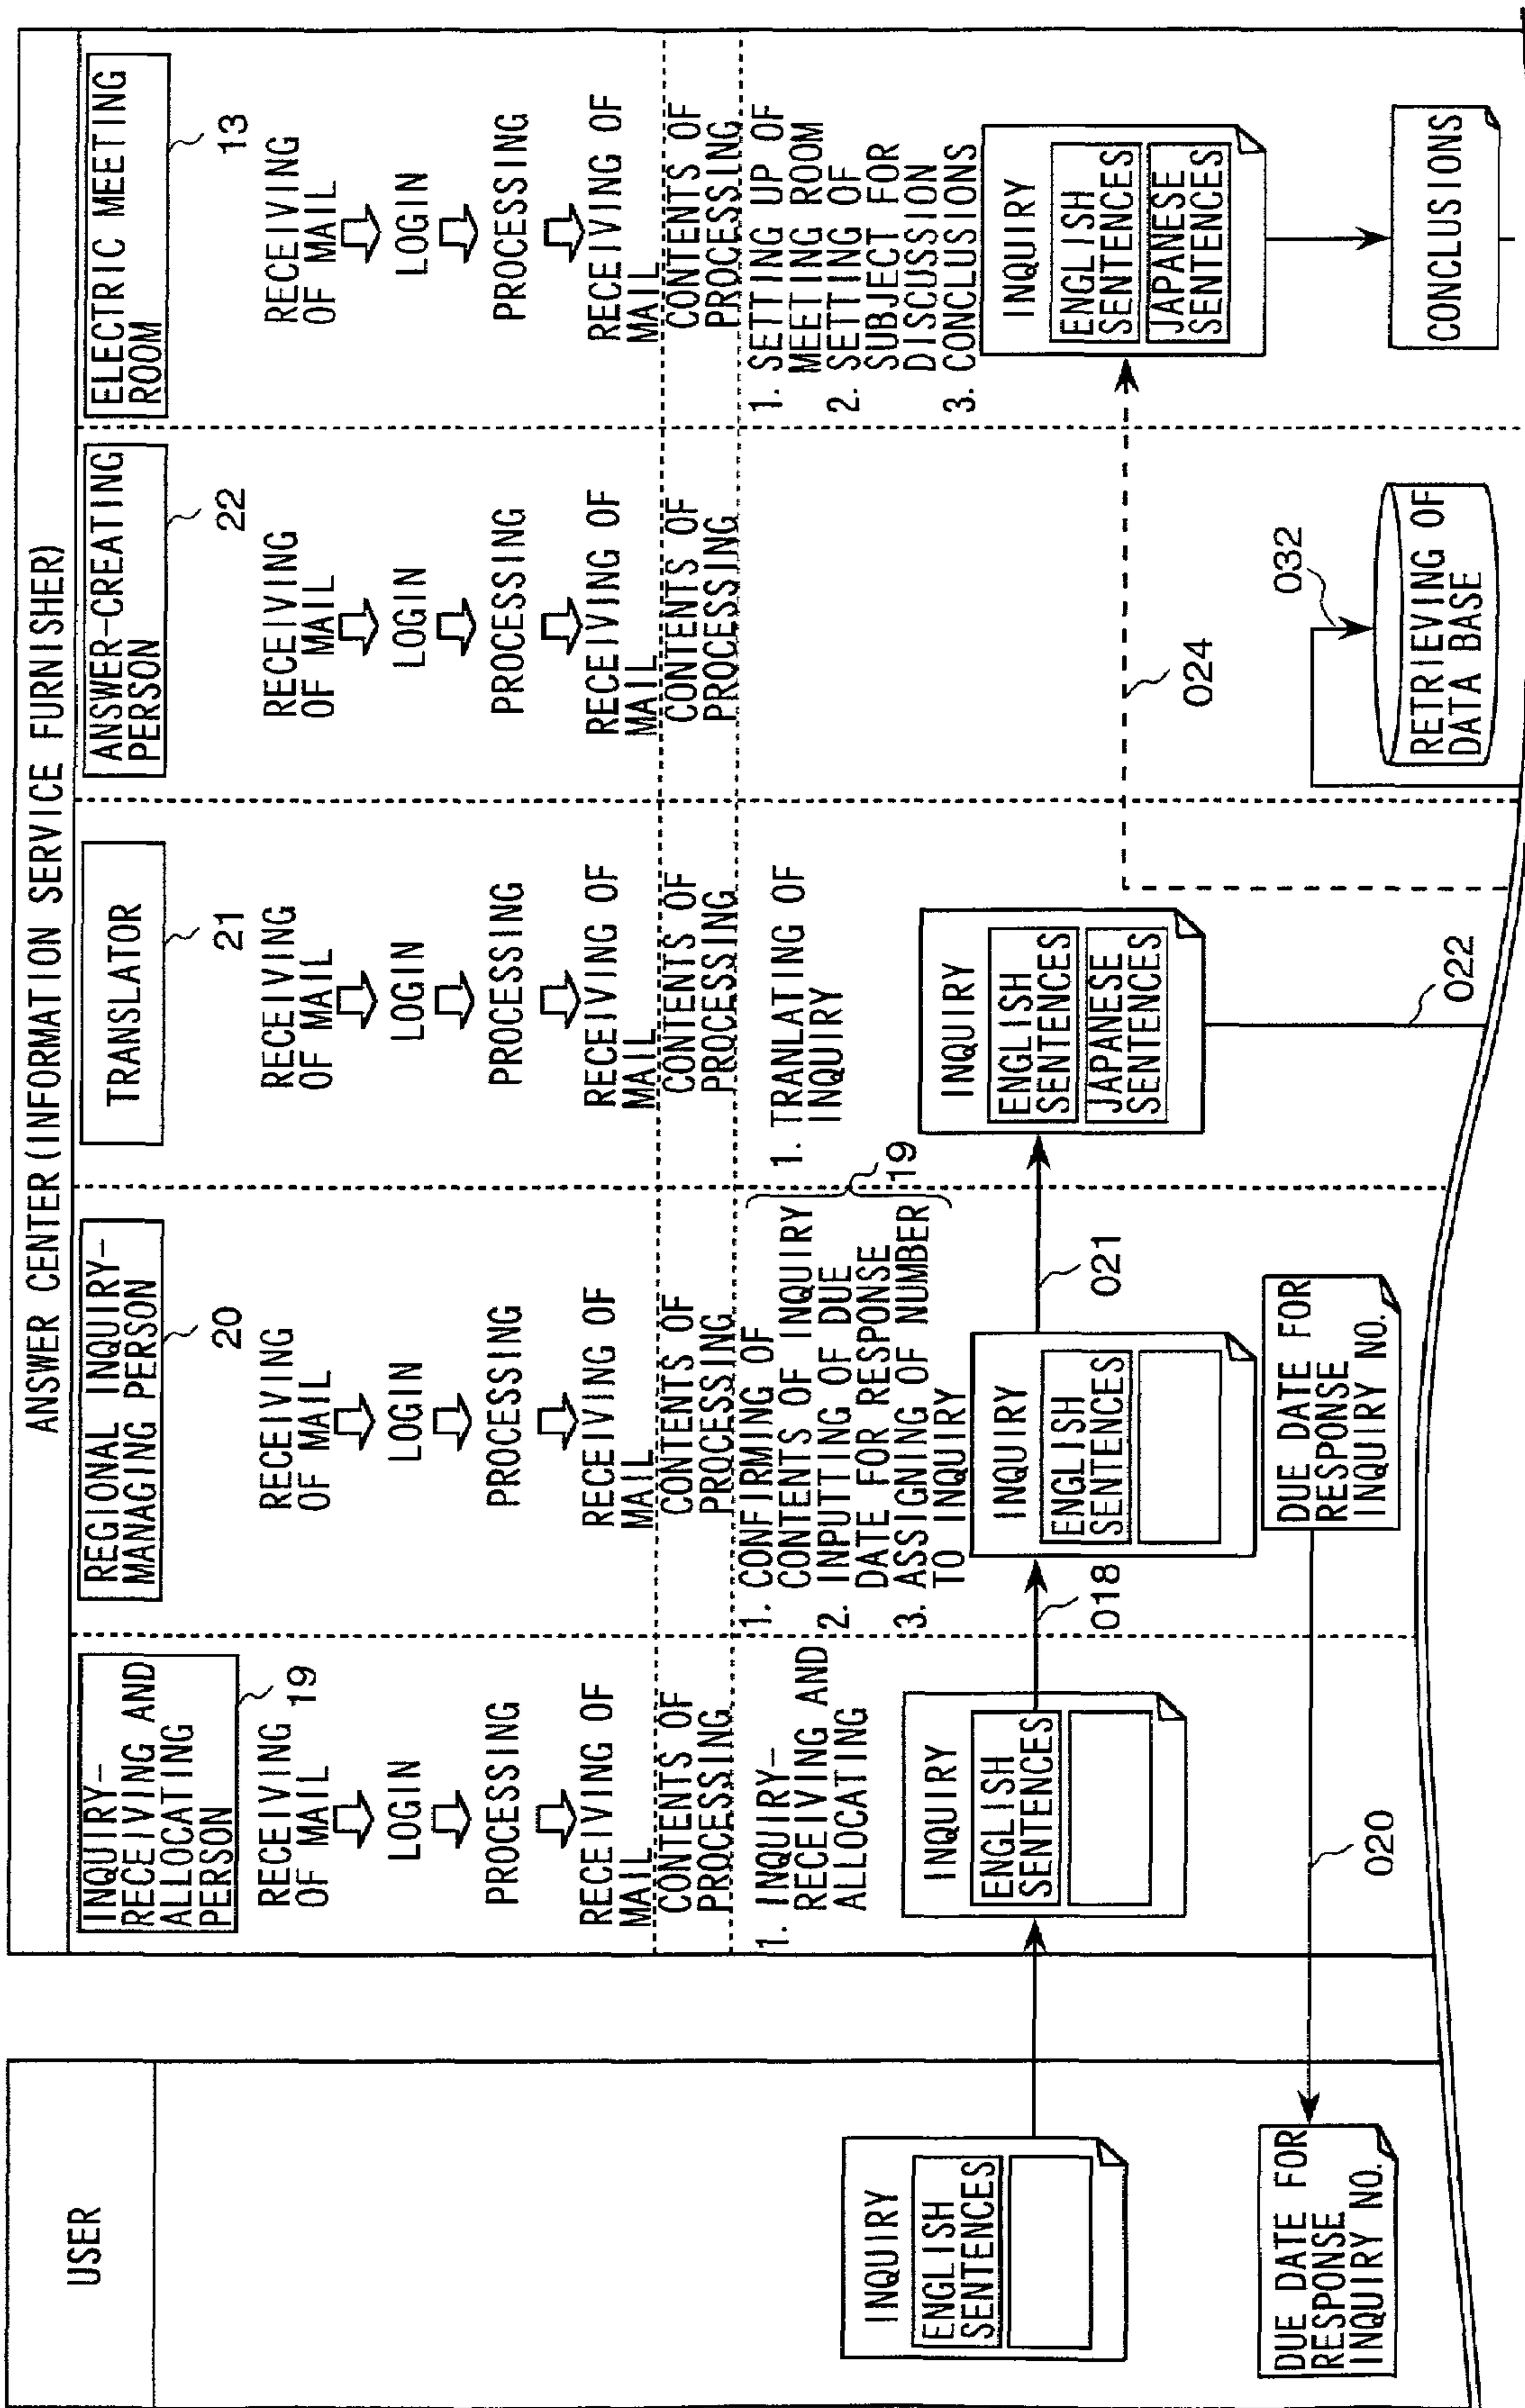 USER
INQUIRY
ENGLISH
SENTENCES
DUE DATE FOR
RESPONSE
INQUIRY NO.
ANSWER CENTER(INFORMATION SERVICE FURNISHER)
INQUIRY-
RECEIVING AND
ALLOCATING
PERSON
19
RECEIVING
OF MAIL
LOGIN
PROCESSING
RECEIVING OF
MAIL
CONTENTS OF
PROCESSING
1. INQUIRY-
RECEIVING AND
ALLOCATING
INQUIRY
ENGLISH
SENTENCES
018
020
REGIONAL INQUIRY-
MANAGING PERSON
20
RECEIVING
OF MAIL
LOGIN
PROCESSING
RECEIVING OF
MAIL
CONTENTS OF
PROCESSING
1. CONFIRMING OF
CONTENTS OF INQUIRY
2. INPUTTING OF DUE
DATE FOR RESPONSE
3. ASSIGNING OF NUMBER
TO INQUIRY
19
INQUIRY
ENGLISH
SENTENCES
021
DUE DATE FOR
RESPONSE
INQUIRY NO.
TRANSLATOR
21
RECEIVING
OF MAIL
LOGIN
PROCESSING
RECEIVING OF
MAIL
CONTENTS OF
PROCESSING
1. TRANLATING OF
INQUIRY
INQUIRY
ENGLISH
SENTENCES
JAPANESE
SENTENCES
022
ANSWER-CREATING
PERSON
22
RECEIVING
OF MAIL
LOGIN
PROCESSING
RECEIVING OF
MAIL
CONTENTS OF
PROCESSING
024
032
RETRIEVING OF
DATA BASE
ELECTRIC MEETING
ROOM
13
RECEIVING
OF MAIL
LOGIN
PROCESSING
RECEIVING OF
MAIL
CONTENTS OF
PROCESSING
1. SETTING UP OF
MEETING ROOM
2. SETTING OF
SUBJECT FOR
DISCUSSION
3. CONCLUSIONS
INQUIRY
ENGLISH
SENTENCES
JAPANESE
SENTENCES
CONCLUSIONS